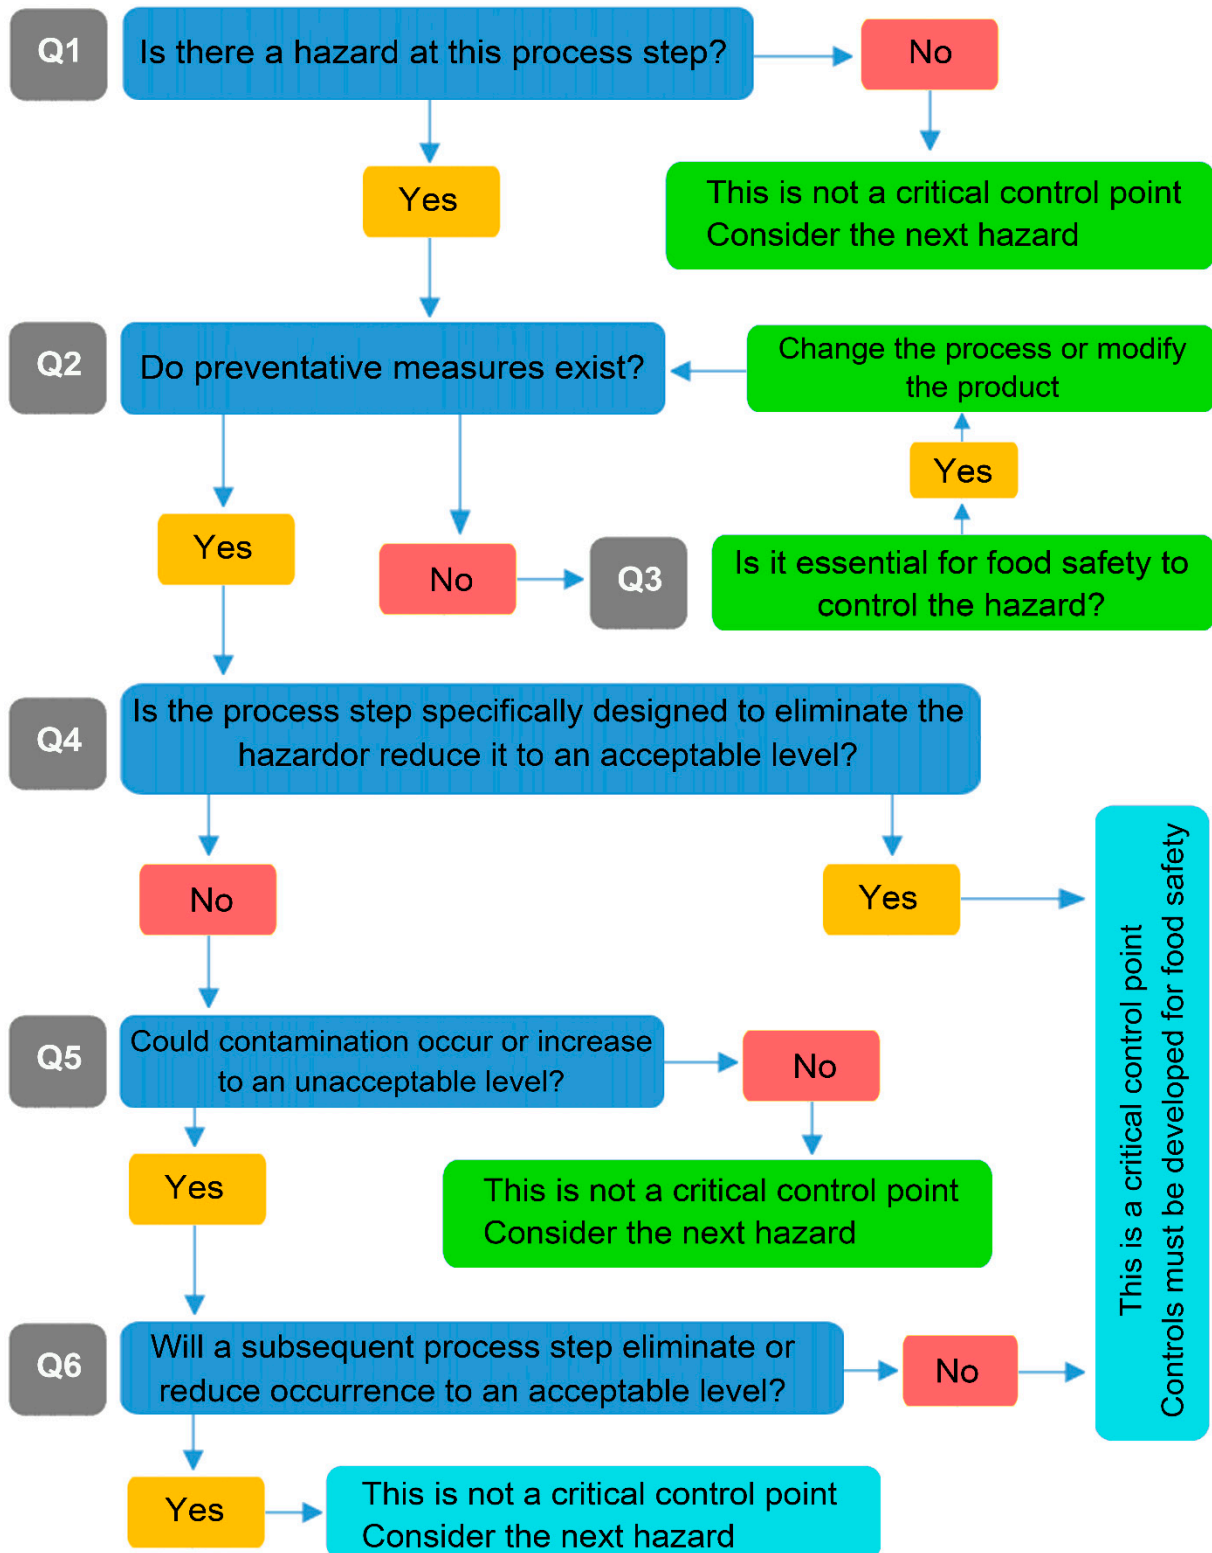 Q1
Is there a hazard at this process step?
No
Yes
This is not a critical control point
Consider the next hazard
Q2
Do preventative measures exist?
Change the process or modify
the product
Yes
Yes
No
Q3
Is it essential for food safety to
control the hazard?
Q4
Is the process step specifically designed to eliminate the
hazardor reduce it to an acceptable level?
No
Yes
This is a critical control point
Controls must be developed for food safety
Q5
Could contamination occur or increase
to an unacceptable level?
No
Yes
This is not a critical control point
Consider the next hazard
Q6
Will a subsequent process step eliminate or
reduce occurrence to an acceptable level?
No
Yes
This is not a critical control point
Consider the next hazard